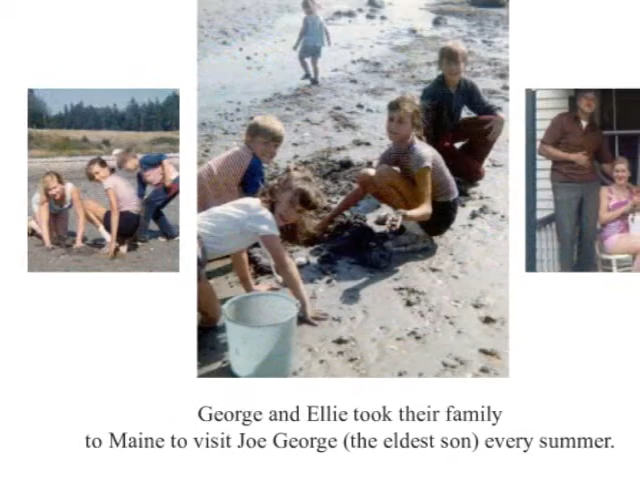 George and Ellie took their family
to Maine to visit Joe George (the eldest son) every summer.